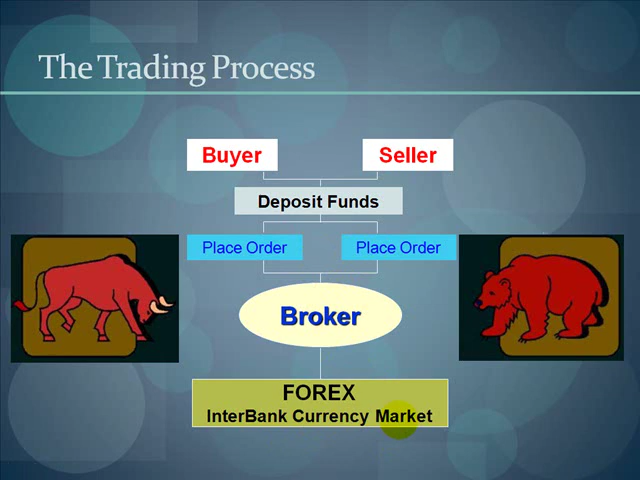 The Trading Process
Buyer
Seller
Deposit Funds
Place Order
Place Order
Broker
FOREX
InterBank Currency Market